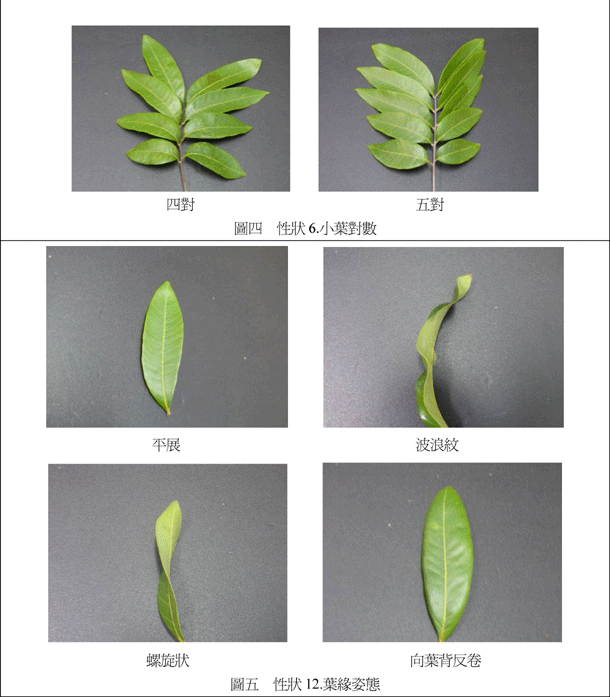 四對
五對
圖四 性狀 6.小葉對數
平展
波浪紋
螺旋狀
向葉背反卷
圖五 性狀 12.葉緣姿態